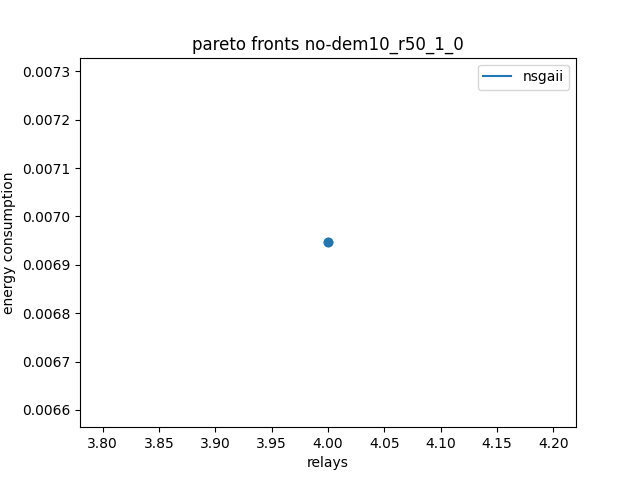 pareto fronts no-dem10_r50_1_0
nsgaii
0.0073
0.0072
0.0071
0.0070
0.0069
0.0068
0.0067
0.0066
energy consumption
3.80 3.85 3.90 3.95 4.00 4.05 4.10 4.15 4.20
relays